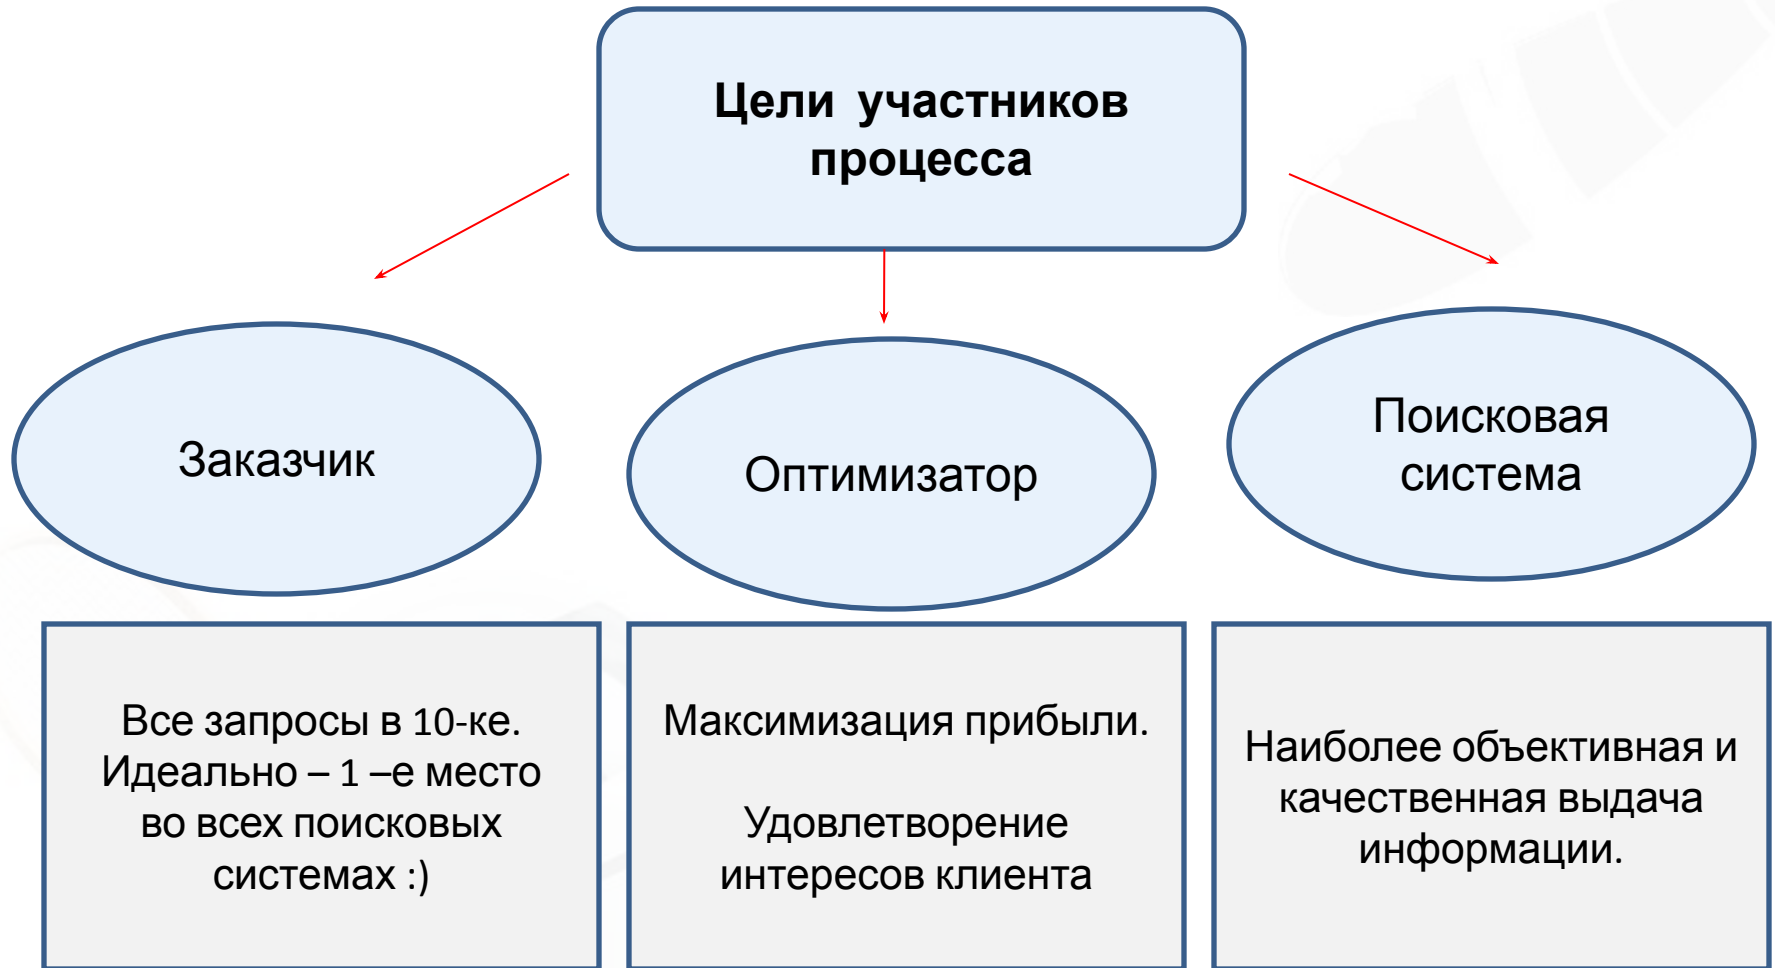 Цели участников
процесса
Заказчик
Оптимизатор
Поисковая
система
Все запросы в 10-ке.
Идеально – 1 –е место
во всех поисковых
системах :)
Максимизация прибыли.
Удовлетворение
интересов клиента
Наиболее объективная и
качественная выдача
информации.